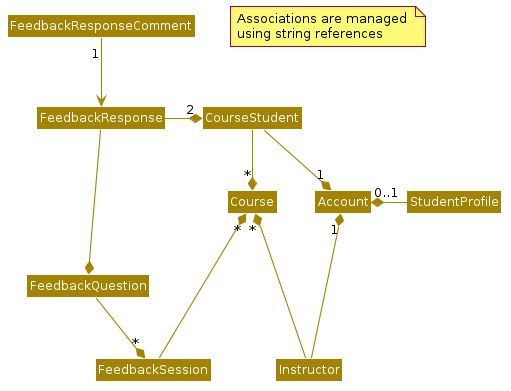 FeedbackResponseComment
Associations are managed
using string references
1
FeedbackResponse
2
CourseStudent
*
1
Course
Account
0..1
StudentProfile
*
*
1
FeedbackQuestion
*
FeedbackSession
Instructor